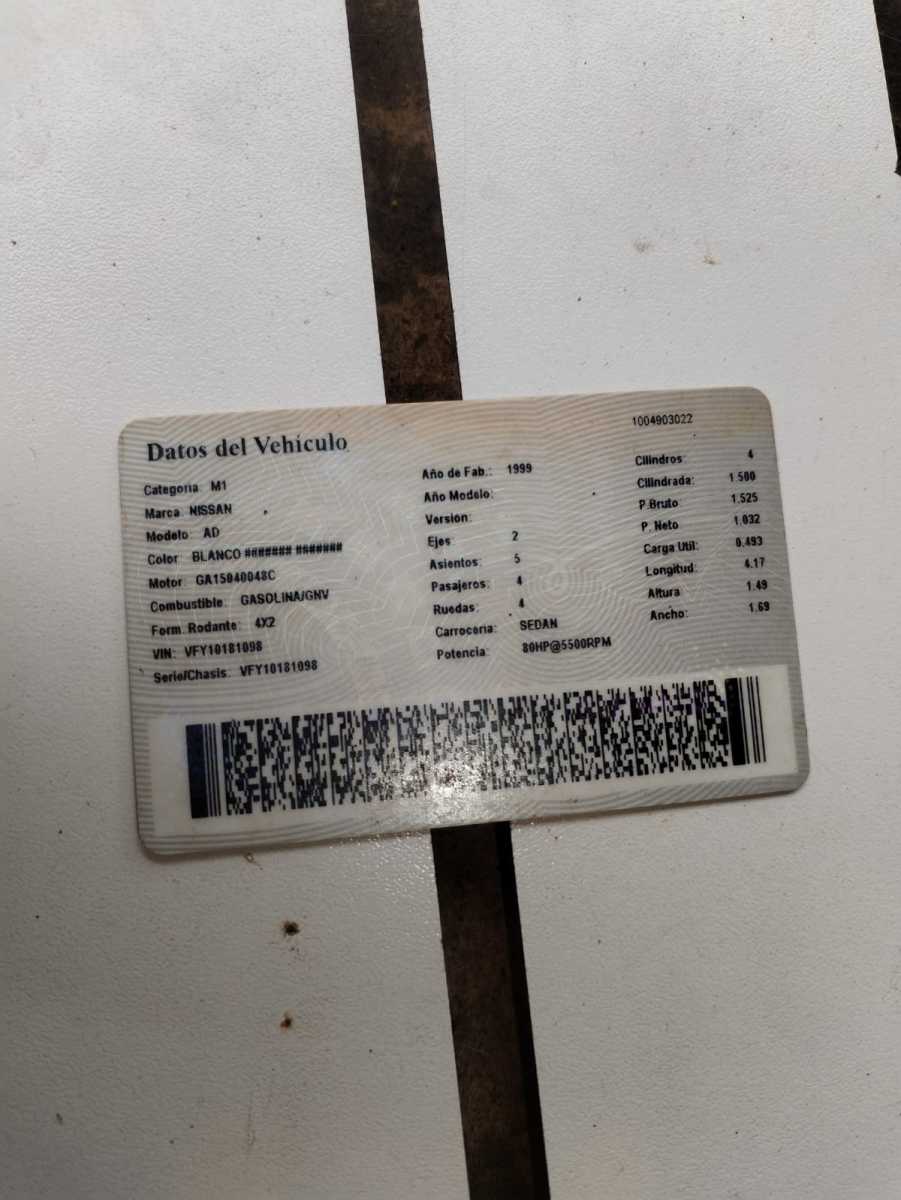 1004903022
Datos del Vehículo
Categoria: M1
Marca: NISSAN
Modelo: AD
Color: BLANCO ####### #######
Motor: GA15040048C
Combustible: GASOLINA/GNV
Form. Rodante: 4X2
VIN: VFY10181098
Serie/Chasis: VFY10181098
Año de Fab.: 1999
Año Modelo:
Version:
Ejes: 2
Asientos: 5
Pasajeros: 4
Ruedas: 4
Carroceria: SEDAN
Potencia: 80HP@5500RPM
Cilindros: 4
Cilindrada: 1.500
P.Bruto: 1.525
P. Neto: 1.032
Carga Util: 0.493
Longitud: 4.17
Altura: 1.49
Ancho: 1.69